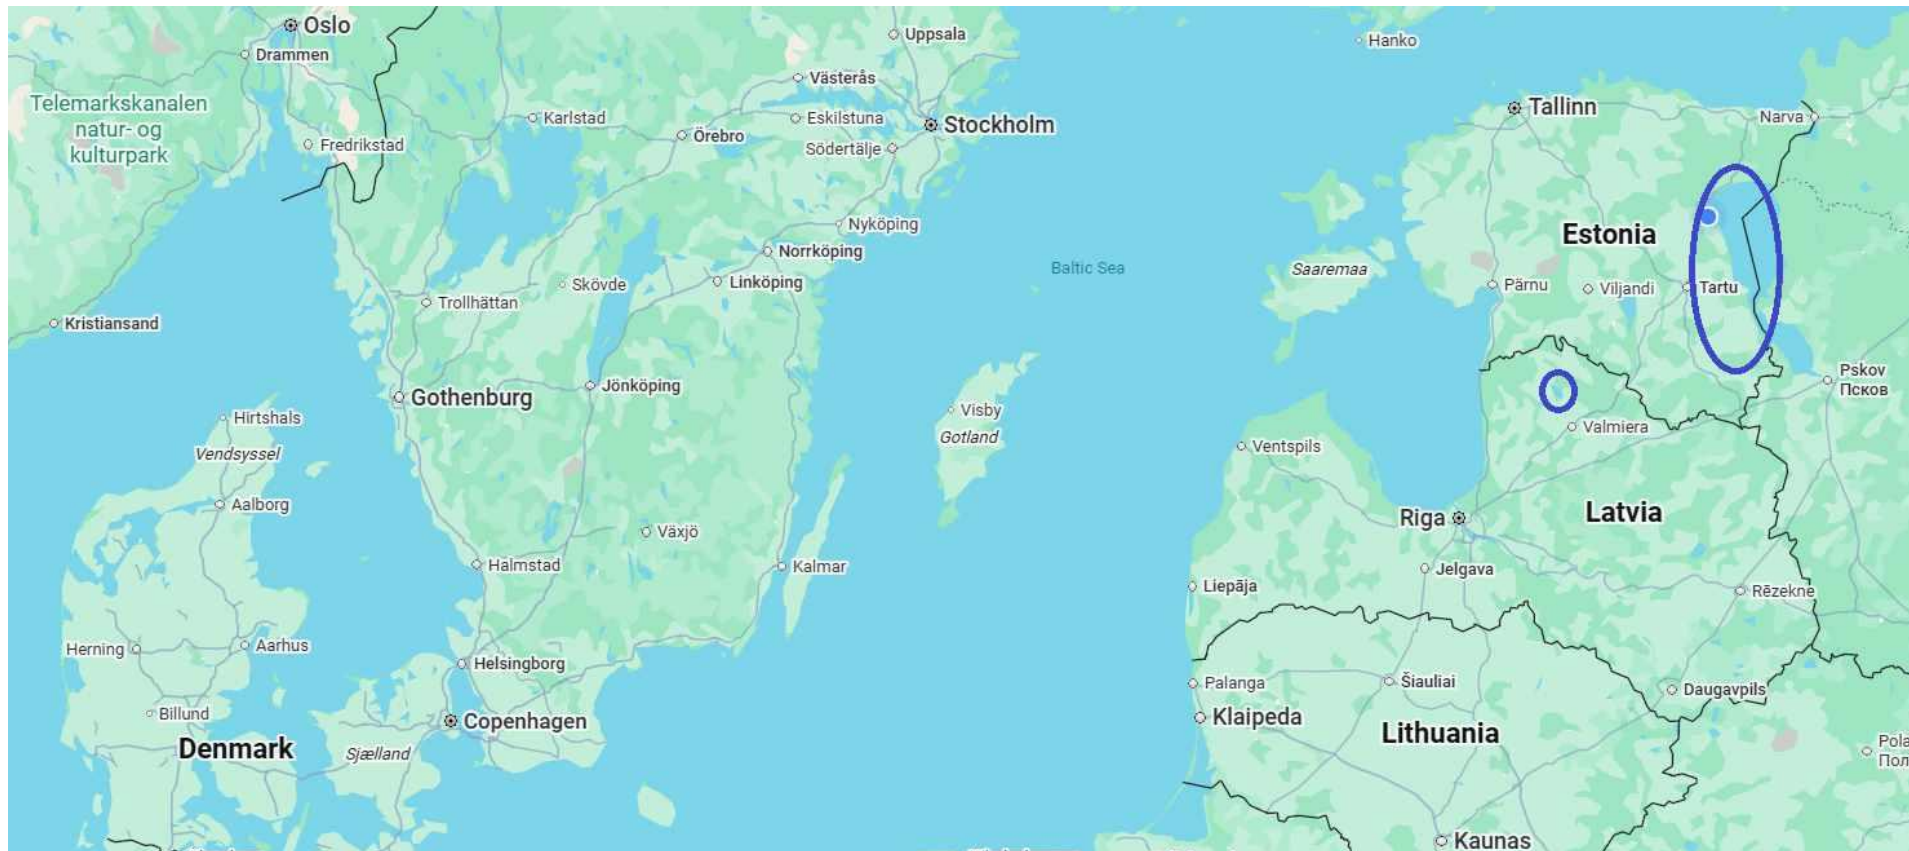 Oslo
Uppsala
Hanko
Drammen
Västerås
Telemarkskanalen
natur- og
kulturpark
Tallinn
Karlstad
Eskilstuna
Narva
Stockholm
Örebro
Fredrikstad
Södertälje
Nyköping
Estonia
Norrköping
Baltic Sea
Saaremaa
Skövde
Linköping
Pärnu
Viljandi
Tartu
Trollhättan
Kristiansand
Pskov
Псков
Jönköping
Gothenburg
Visby
Hirtshals
Valmiera
Gotland
Ventspils
Vendsyssel
Aalborg
Latvia
Riga
Växjö
Halmstad
Kalmar
Jelgava
Liepāja
Rēzekne
Aarhus
Herning
Helsingborg
Šiauliai
Palanga
Daugavpils
Billund
Copenhagen
Klaipeda
Lithuania
Denmark
Sjælland
Pola
Пол
Kaunas